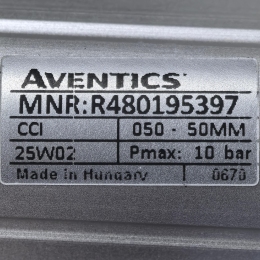 AVENTICS
MNR:R480195397
CCI 050 - 50MM
25W02 Pmax: 10 bar
Made in Hungary 0670